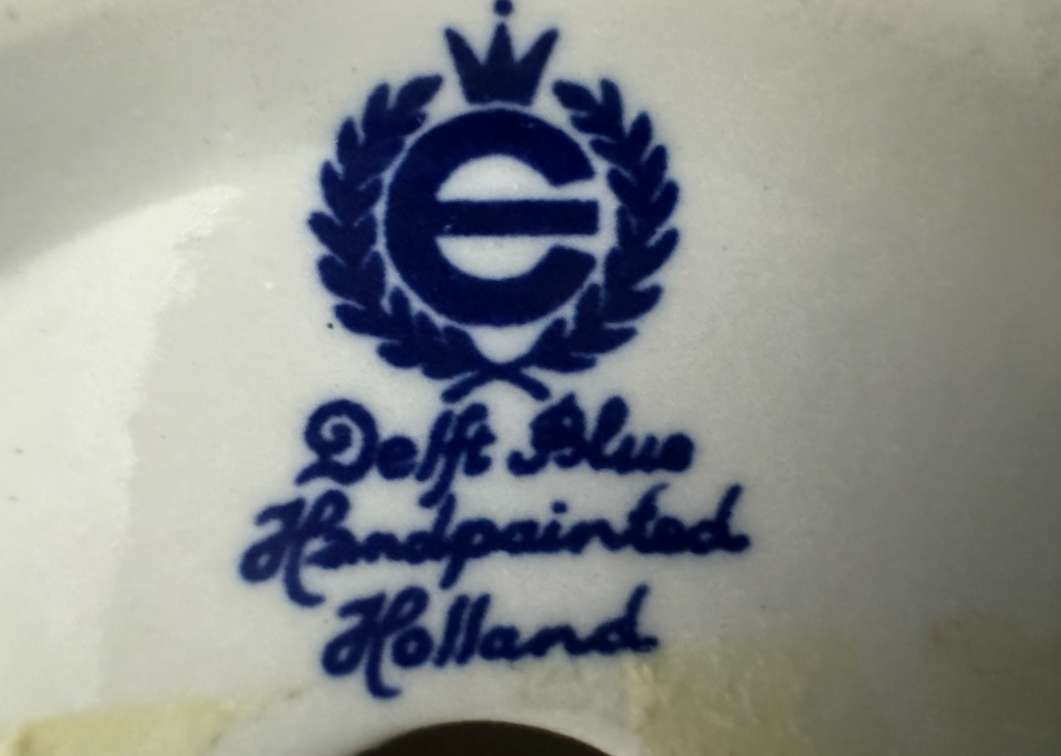 e
Delft Blue
Handpainted
Holland